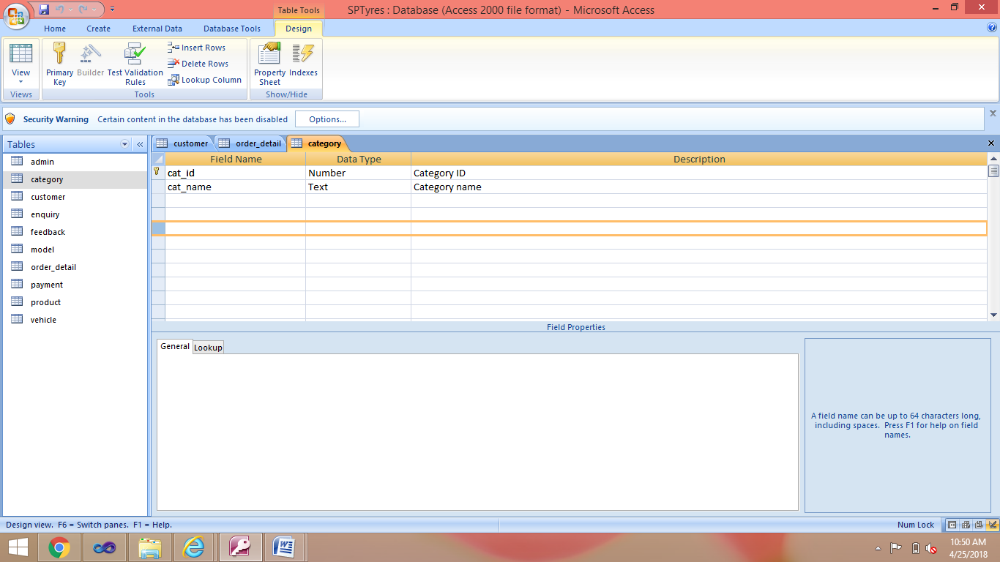 Table Tools
SPTyres : Database (Access 2000 file format) - Microsoft Access
Home Create External Data Database Tools Design
View
Primary Key
Builder
Test Validation Rules
Insert Rows
Delete Rows
Lookup Column
Property Sheet
Indexes
Views Tools Show/Hide
Security Warning Certain content in the database has been disabled Options...
Tables
admin
category
customer
enquiry
feedback
model
order_detail
payment
product
vehicle
customer order_detail category
Field Name Data Type Description
cat_id Number Category ID
cat_name Text Category name
Field Properties
General Lookup
A field name can be up to 64 characters long,
including spaces. Press F1 for help on field
names.
Design view. F6 = Switch panes. F1 = Help.
Num Lock
10:50 AM
4/25/2018